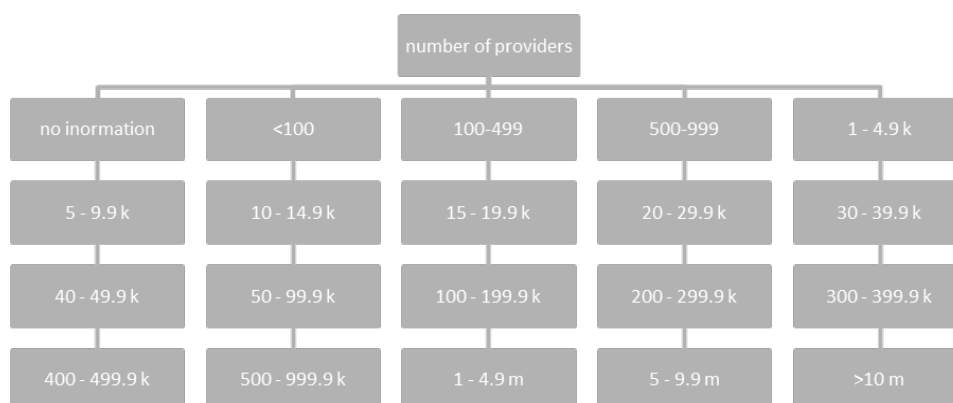 number of providers
no inormation
<100
100-499
500-999
1 - 4.9 k
5 - 9.9 k
10 - 14.9 k
15 - 19.9 k
20 - 29.9 k
30 - 39.9 k
40 - 49.9 k
50 - 99.9 k
100 - 199.9 k
200 - 299.9 k
300 - 399.9 k
400 - 499.9 k
500 - 999.9 k
1 - 4.9 m
5 - 9.9 m
>10 m